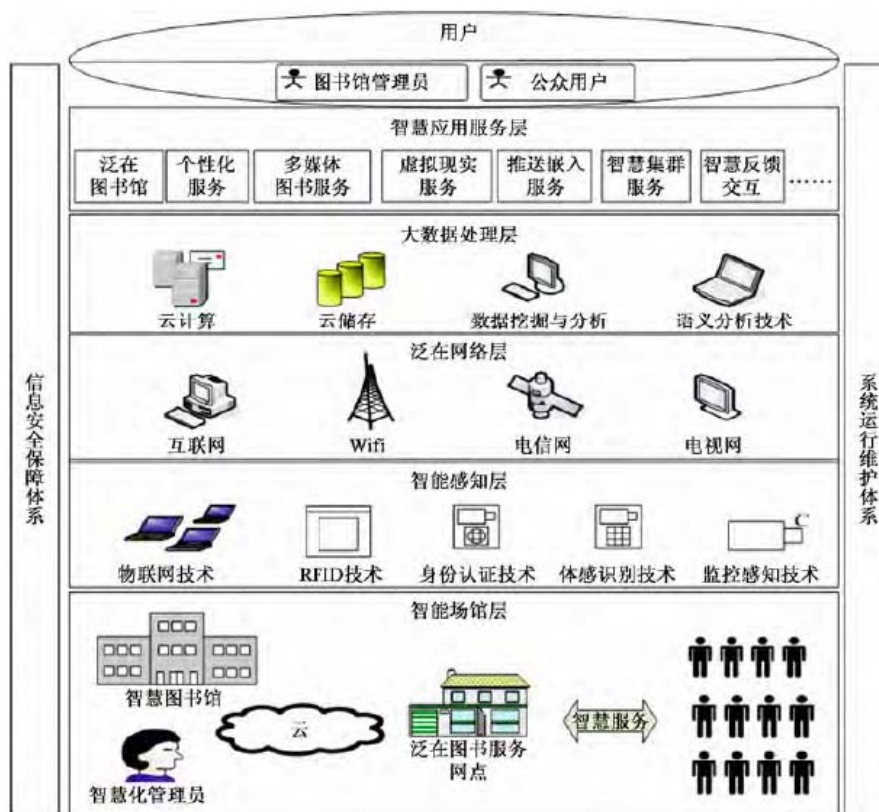 用户
图书馆管理员
公众用户
智慧应用服务层
泛在
图书馆
个性化
服务
多媒体
图书服务
虚拟现实
服务
推送嵌入
服务
智慧集群
服务
智慧反馈
交互
……
大数据处理层
云计算
云储存
数据挖掘与分析
语义分析技术
泛在网络层
互联网
Wifi
电信网
电视网
智能感知层
物联网技术
RFID技术
身份认证技术
体感识别技术
监控感知技术
智能场馆层
智慧图书馆
云
智慧化管理员
泛在图书服务
网点
智慧服务
信息安全保障体系
系统运行维护体系